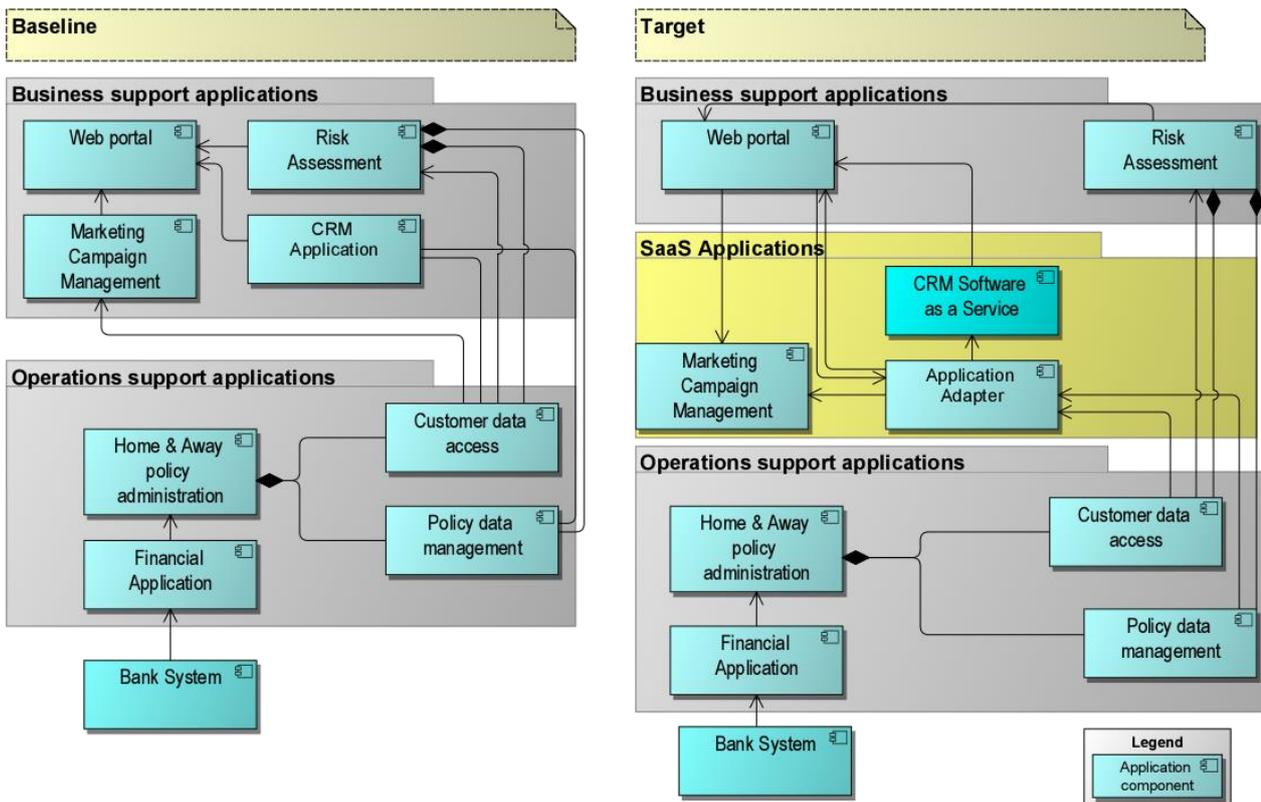 Baseline
Business support applications
Web portal
Risk
Assessment
Marketing
Campaign
Management
CRM
Application
Operations support applications
Customer data
access
Home & Away
policy
administration
Policy data
management
Financial
Application
Bank System
Target
Business support applications
Web portal
Risk
Assessment
SaaS Applications
CRM Software
as a Service
Marketing
Campaign
Management
Application
Adapter
Operations support applications
Customer data
access
Home & Away
policy
administration
Policy data
management
Financial
Application
Bank System
Legend
Application
component